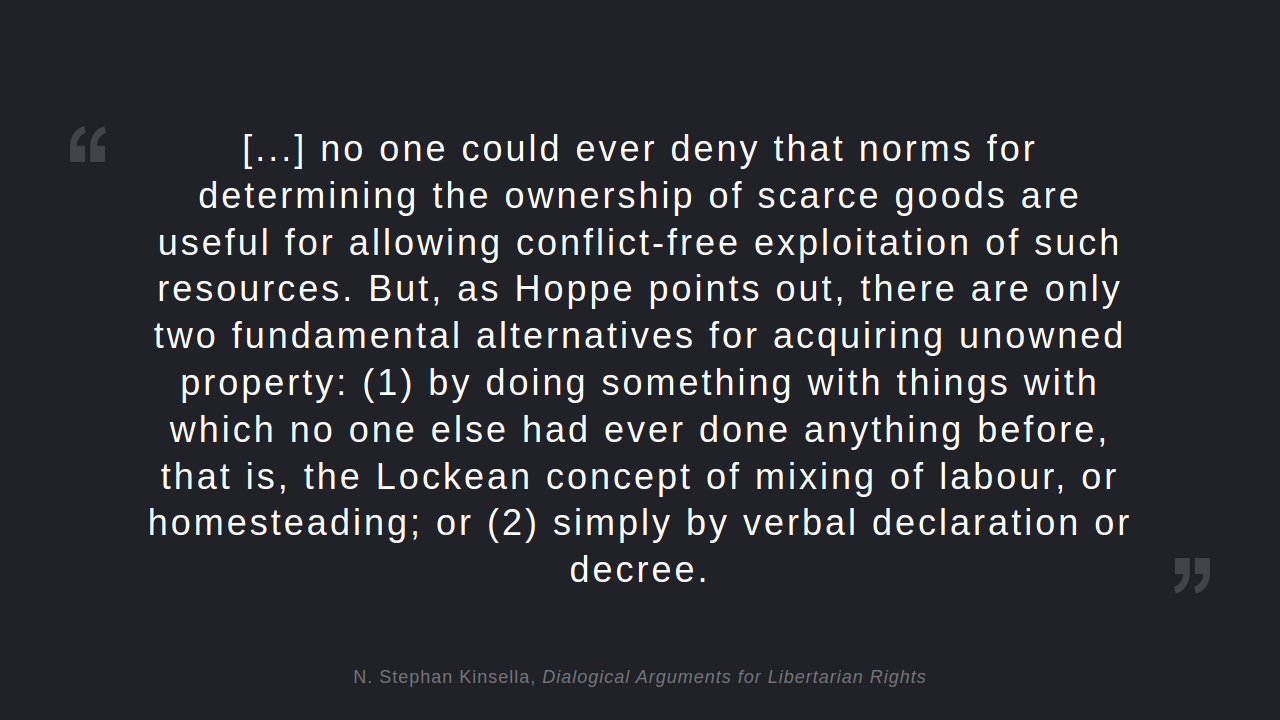 “
[...] no one could ever deny that norms for
determining the ownership of scarce goods are
useful for allowing conflict-free exploitation of such
resources. But, as Hoppe points out, there are only
two fundamental alternatives for acquiring unowned
property: (1) by doing something with things with
which no one else had ever done anything before,
that is, the Lockean concept of mixing of labour, or
homesteading; or (2) simply by verbal declaration or
decree.
”
N. Stephan Kinsella, Dialogical Arguments for Libertarian Rights